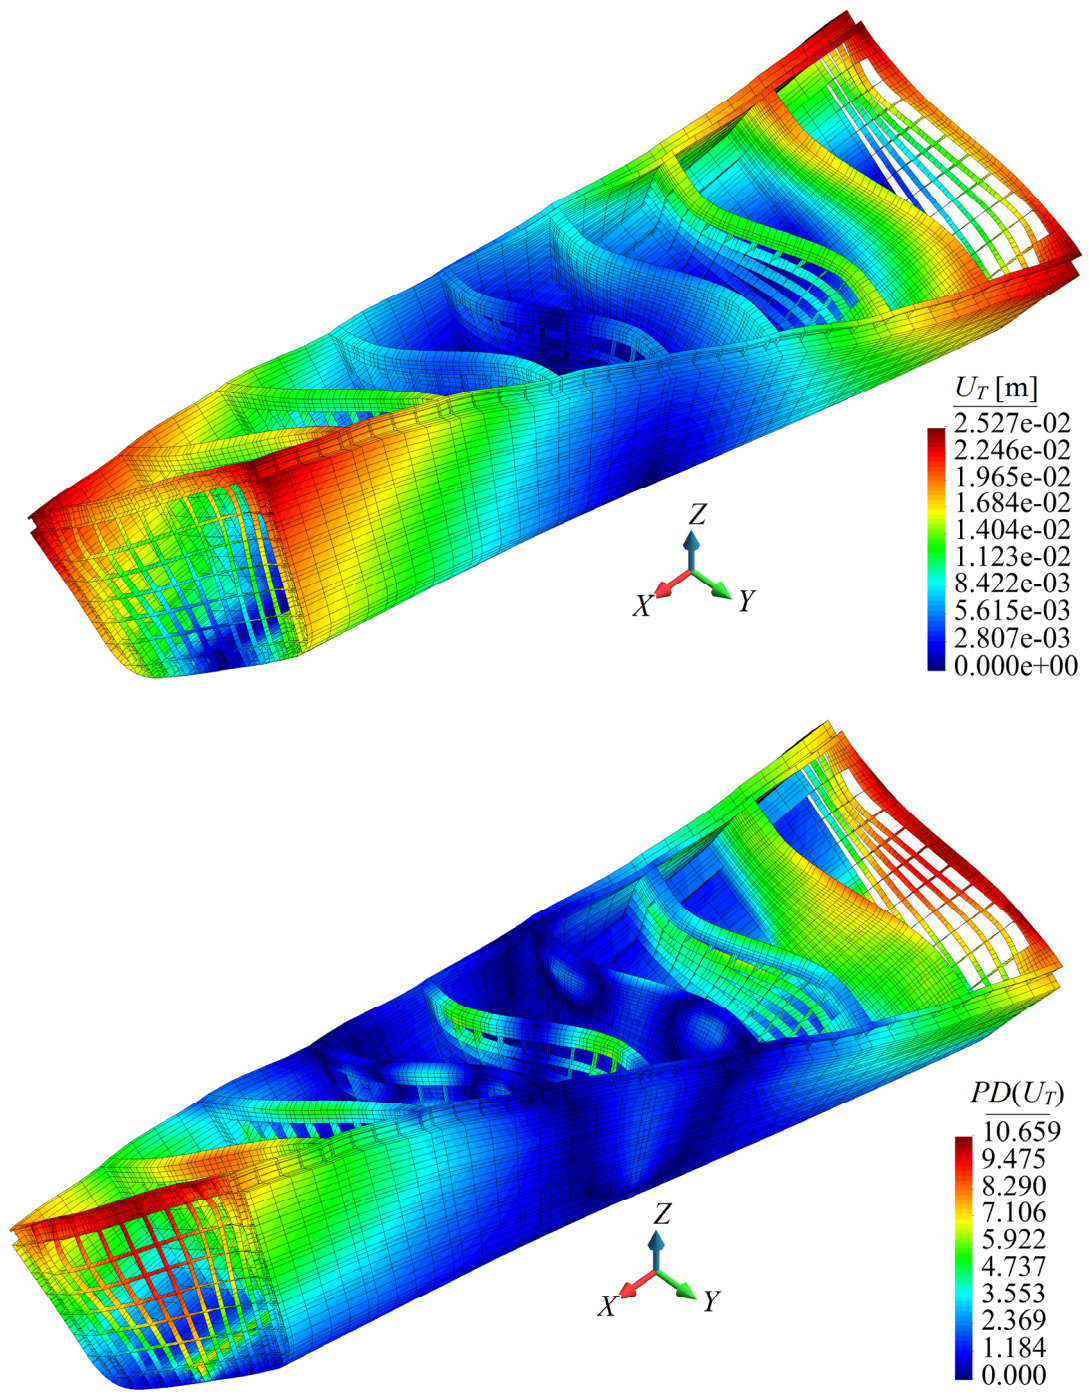 U_T [m]
2.527e-02
2.246e-02
1.965e-02
1.684e-02
1.404e-02
1.123e-02
8.422e-03
5.615e-03
2.807e-03
0.000e+00
Z
X
Y
PD(U_T)
10.659
9.475
8.290
7.106
5.922
4.737
3.553
2.369
1.184
0.000
Z
X
Y